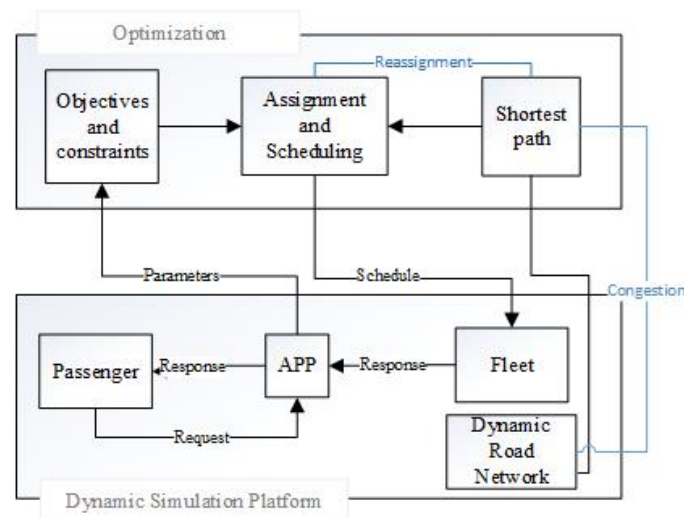 Optimization
Reassignment
Objectives
and
constraints
Assignment
and
Scheduling
Shortest
path
Parameters
Schedule
Congestion
Passenger
Response
APP
Response
Fleet
Request
Dynamic
Road
Network
Dynamic Simulation Platform